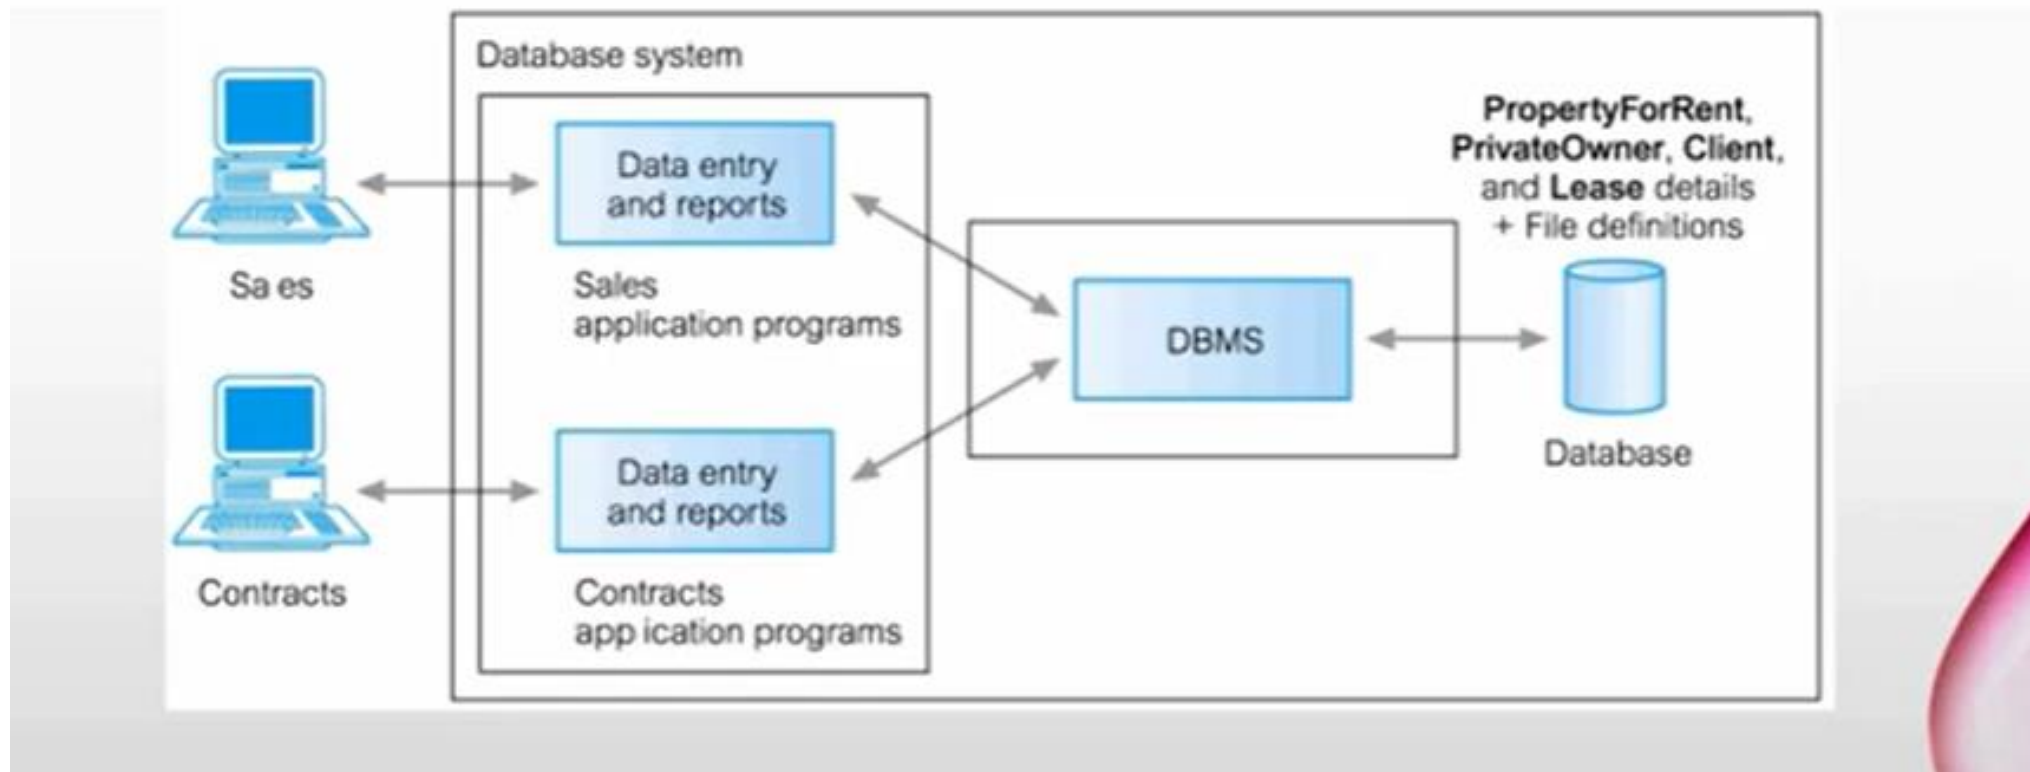 Database system
Data entry
and reports
Sa es
Sales
application programs
PropertyForRent,
PrivateOwner, Client,
and Lease details
+ File definitions
DBMS
Database
Data entry
and reports
Contracts
Contracts
app ication programs